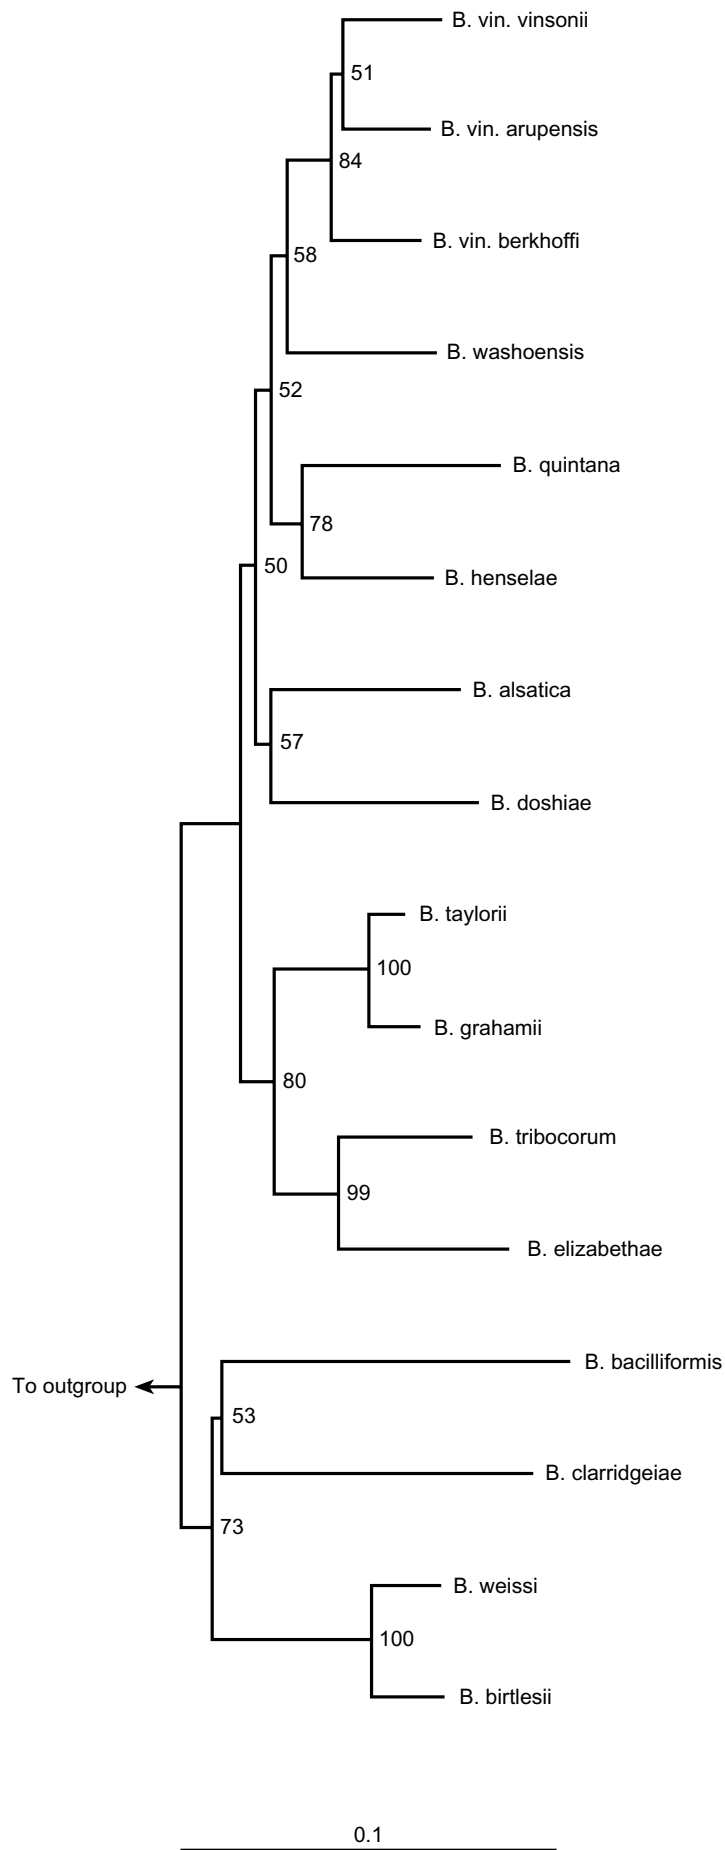 B. vin. vinsonii
51
B. vin. arupensis
84
B. vin. berkhoffi
58
B. washoensis
52
B. quintana
78
50
B. henselae
B. alsatica
57
B. doshiae
B. taylorii
100
B. grahamii
80
B. tribocorum
99
B. elizabethae
B. bacilliformis
To outgroup
53
B. clarridgeiae
73
B. weissi
100
B. birtlesii
0.1